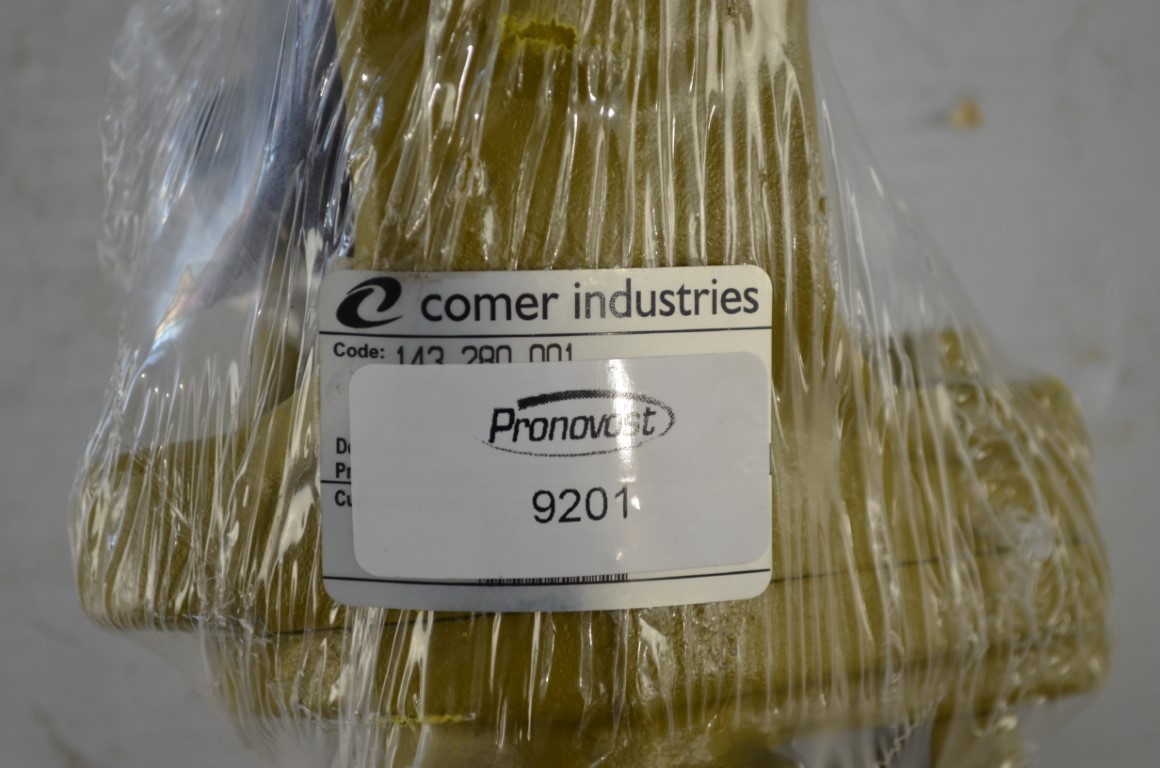 comer industries
Code: 143 280 001
Pronovost
9201